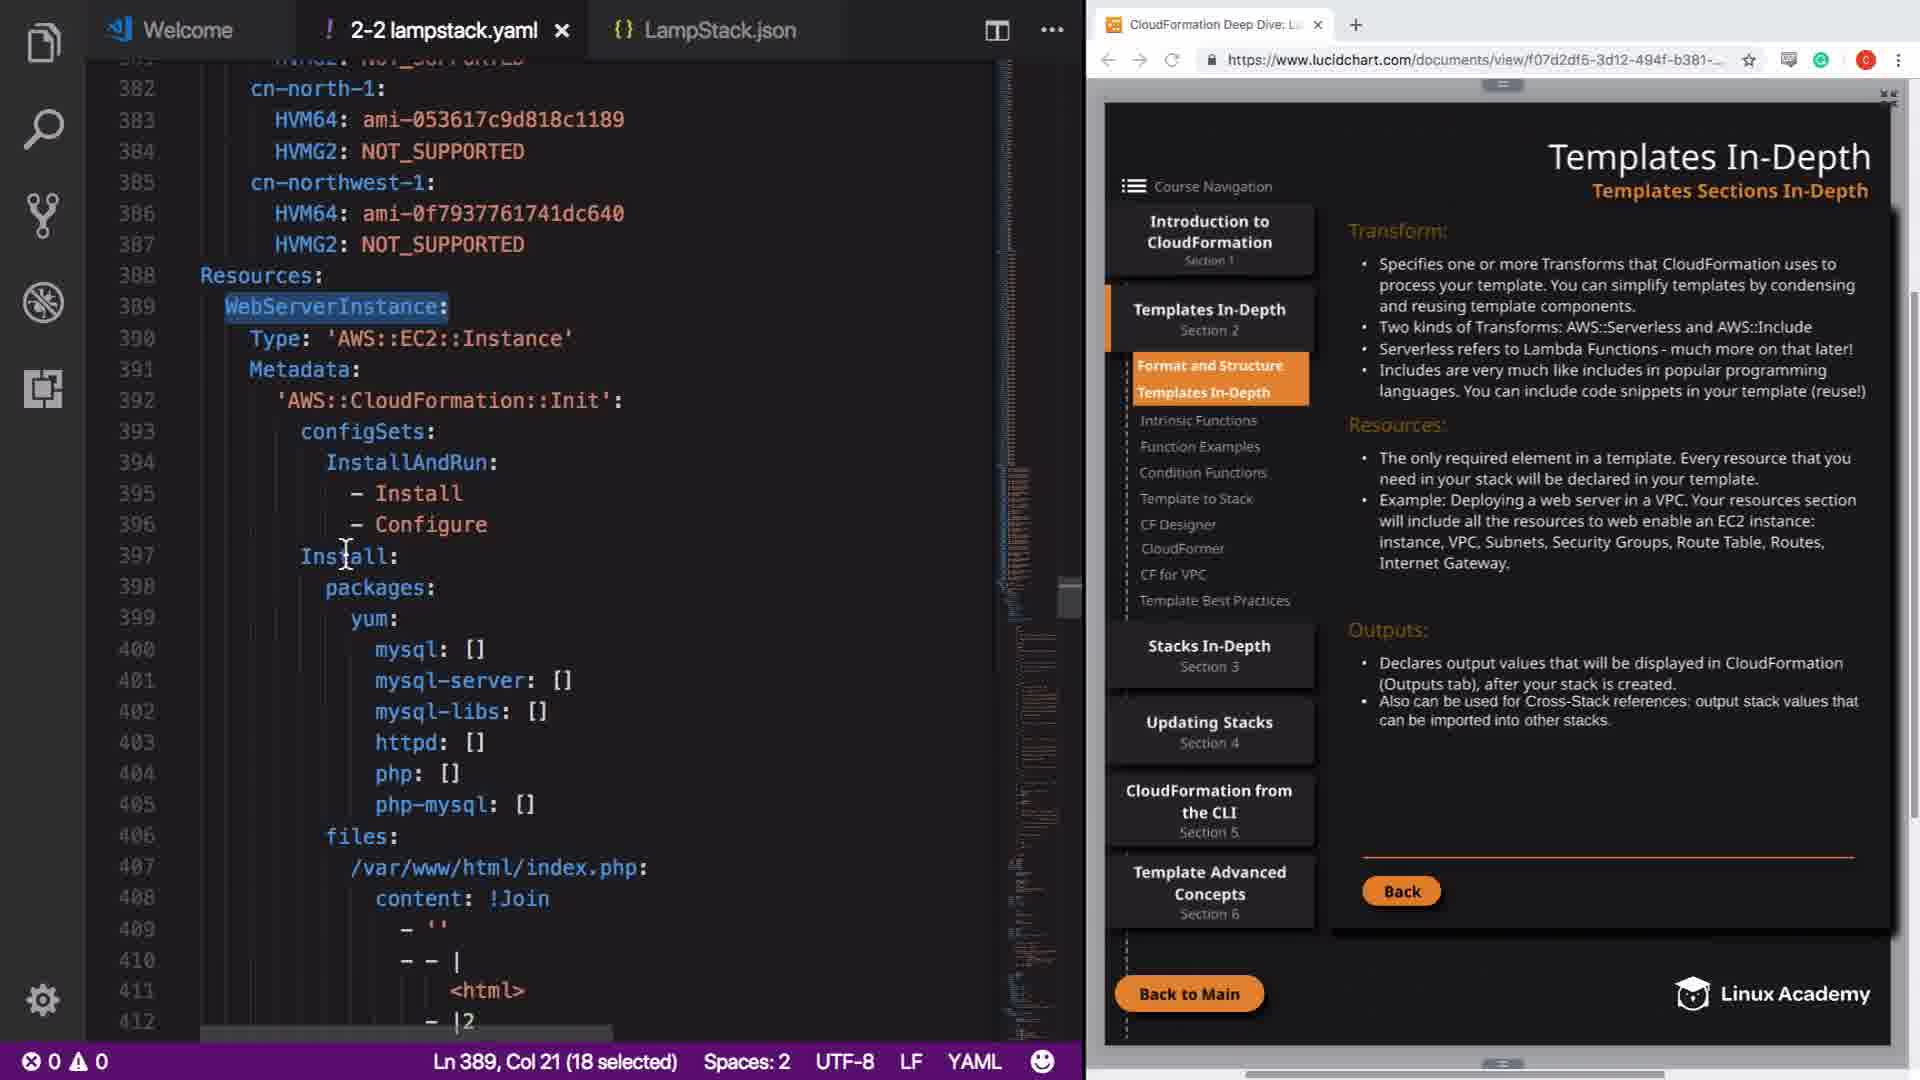 Welcome
! 2-2 lampstack.yaml ×
{} LampStack.json
HVMG2: NOT_SUPPORTED
382 cn-north-1:
383 HVM64: ami-053617c9d818c1189
384 HVMG2: NOT_SUPPORTED
385 cn-northwest-1:
386 HVM64: ami-0f7937761741dc640
387 HVMG2: NOT_SUPPORTED
388 Resources:
389 WebServerInstance:
390 Type: 'AWS::EC2::Instance'
391 Metadata:
392 'AWS::CloudFormation::Init':
393 configSets:
394 InstallAndRun:
395 - Install
396 - Configure
397 Install:
398 packages:
399 yum:
400 mysql: []
401 mysql-server: []
402 mysql-libs: []
403 httpd: []
404 php: []
405 php-mysql: []
406 files:
407 /var/www/html/index.php:
408 content: !Join
409 - ''
410 - - |
411 <html>
412 - |2
0 0
Ln 389, Col 21 (18 selected)
Spaces: 2
UTF-8
LF
YAML
CloudFormation Deep Dive: L
https://www.lucidchart.com/documents/view/f07d2df5-3d12-494f-b381-...
C
Templates In-Depth
Templates Sections In-Depth
Course Navigation
Introduction to
CloudFormation
Section 1
Templates In-Depth
Section 2
Format and Structure
Templates In-Depth
Intrinsic Functions
Function Examples
Condition Functions
Template to Stack
CF Designer
CloudFormer
CF for VPC
Template Best Practices
Stacks In-Depth
Section 3
Updating Stacks
Section 4
CloudFormation from
the CLI
Section 5
Template Advanced
Concepts
Section 6
Back to Main
Transform:
• Specifies one or more Transforms that CloudFormation uses to
process your template. You can simplify templates by condensing
and reusing template components.
• Two kinds of Transforms: AWS::Serverless and AWS::Include
• Serverless refers to Lambda Functions - much more on that later!
• Includes are very much like includes in popular programming
languages. You can include code snippets in your template (reuse!)
Resources:
• The only required element in a template. Every resource that you
need in your stack will be declared in your template.
• Example: Deploying a web server in a VPC. Your resources section
will include all the resources to web enable an EC2 instance:
instance, VPC, Subnets, Security Groups, Route Table, Routes,
Internet Gateway.
Outputs:
• Declares output values that will be displayed in CloudFormation
(Outputs tab), after your stack is created.
• Also can be used for Cross-Stack references: output stack values that
can be imported into other stacks.
Back
Linux Academy